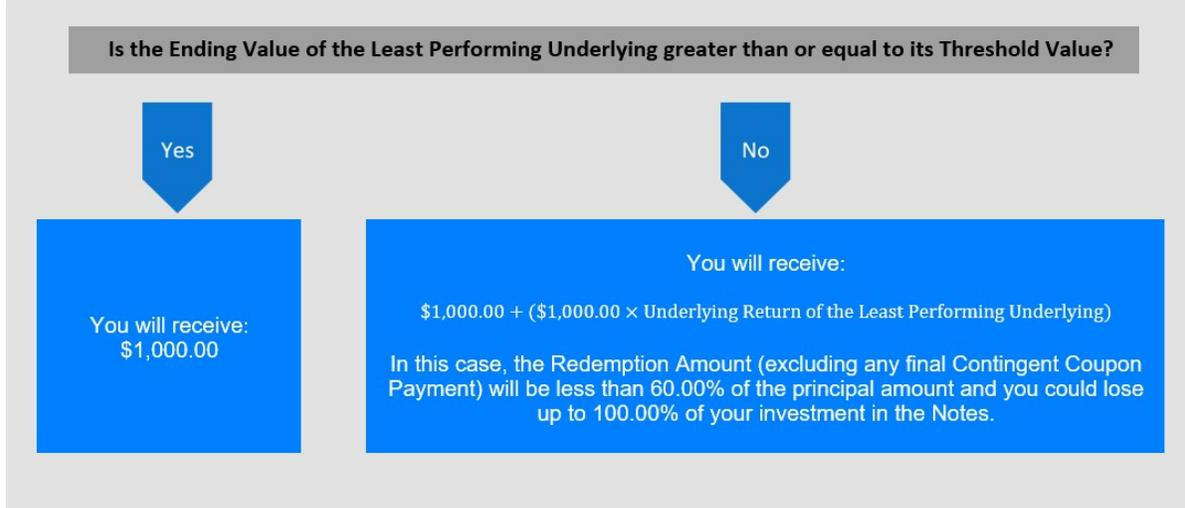 Is the Ending Value of the Least Performing Underlying greater than or equal to its Threshold Value?
Yes
No
You will receive:
$1,000.00
You will receive:
$1,000.00 + ($1,000.00 × Underlying Return of the Least Performing Underlying)
In this case, the Redemption Amount (excluding any final Contingent Coupon
Payment) will be less than 60.00% of the principal amount and you could lose
up to 100.00% of your investment in the Notes.